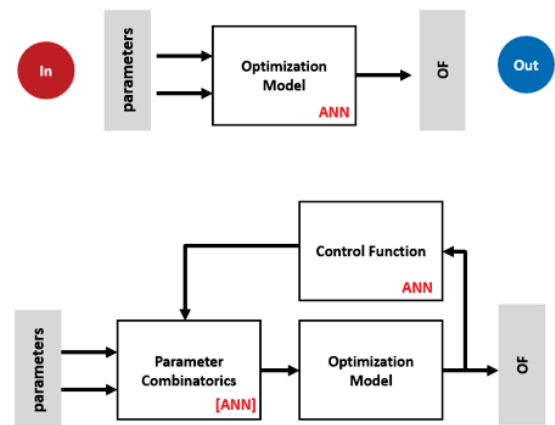 In
parameters
Optimization
Model
ANN
OF
Out
Control Function
ANN
parameters
Parameter
Combinatorics
[ANN]
Optimization
Model
OF